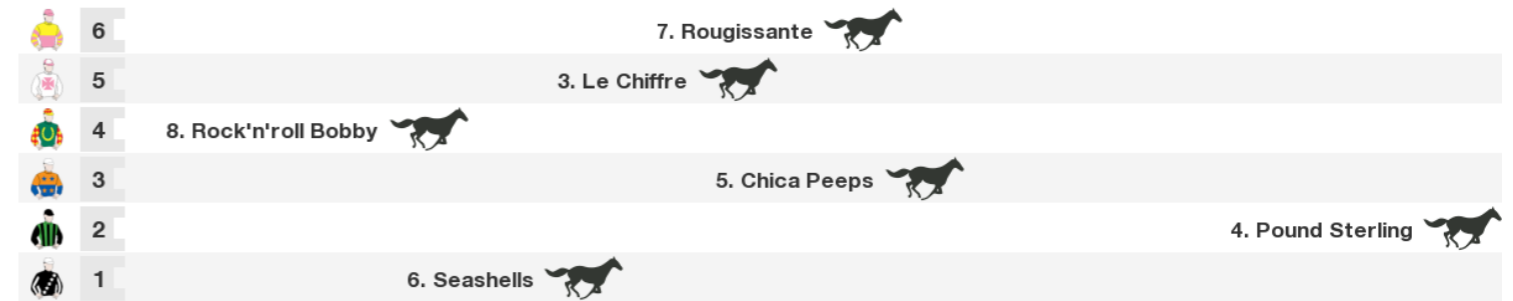 6 7. Rougissante
5 3. Le Chiffre
4 8. Rock'n'roll Bobby
3 5. Chica Peeps
2 4. Pound Sterling
1 6. Seashells